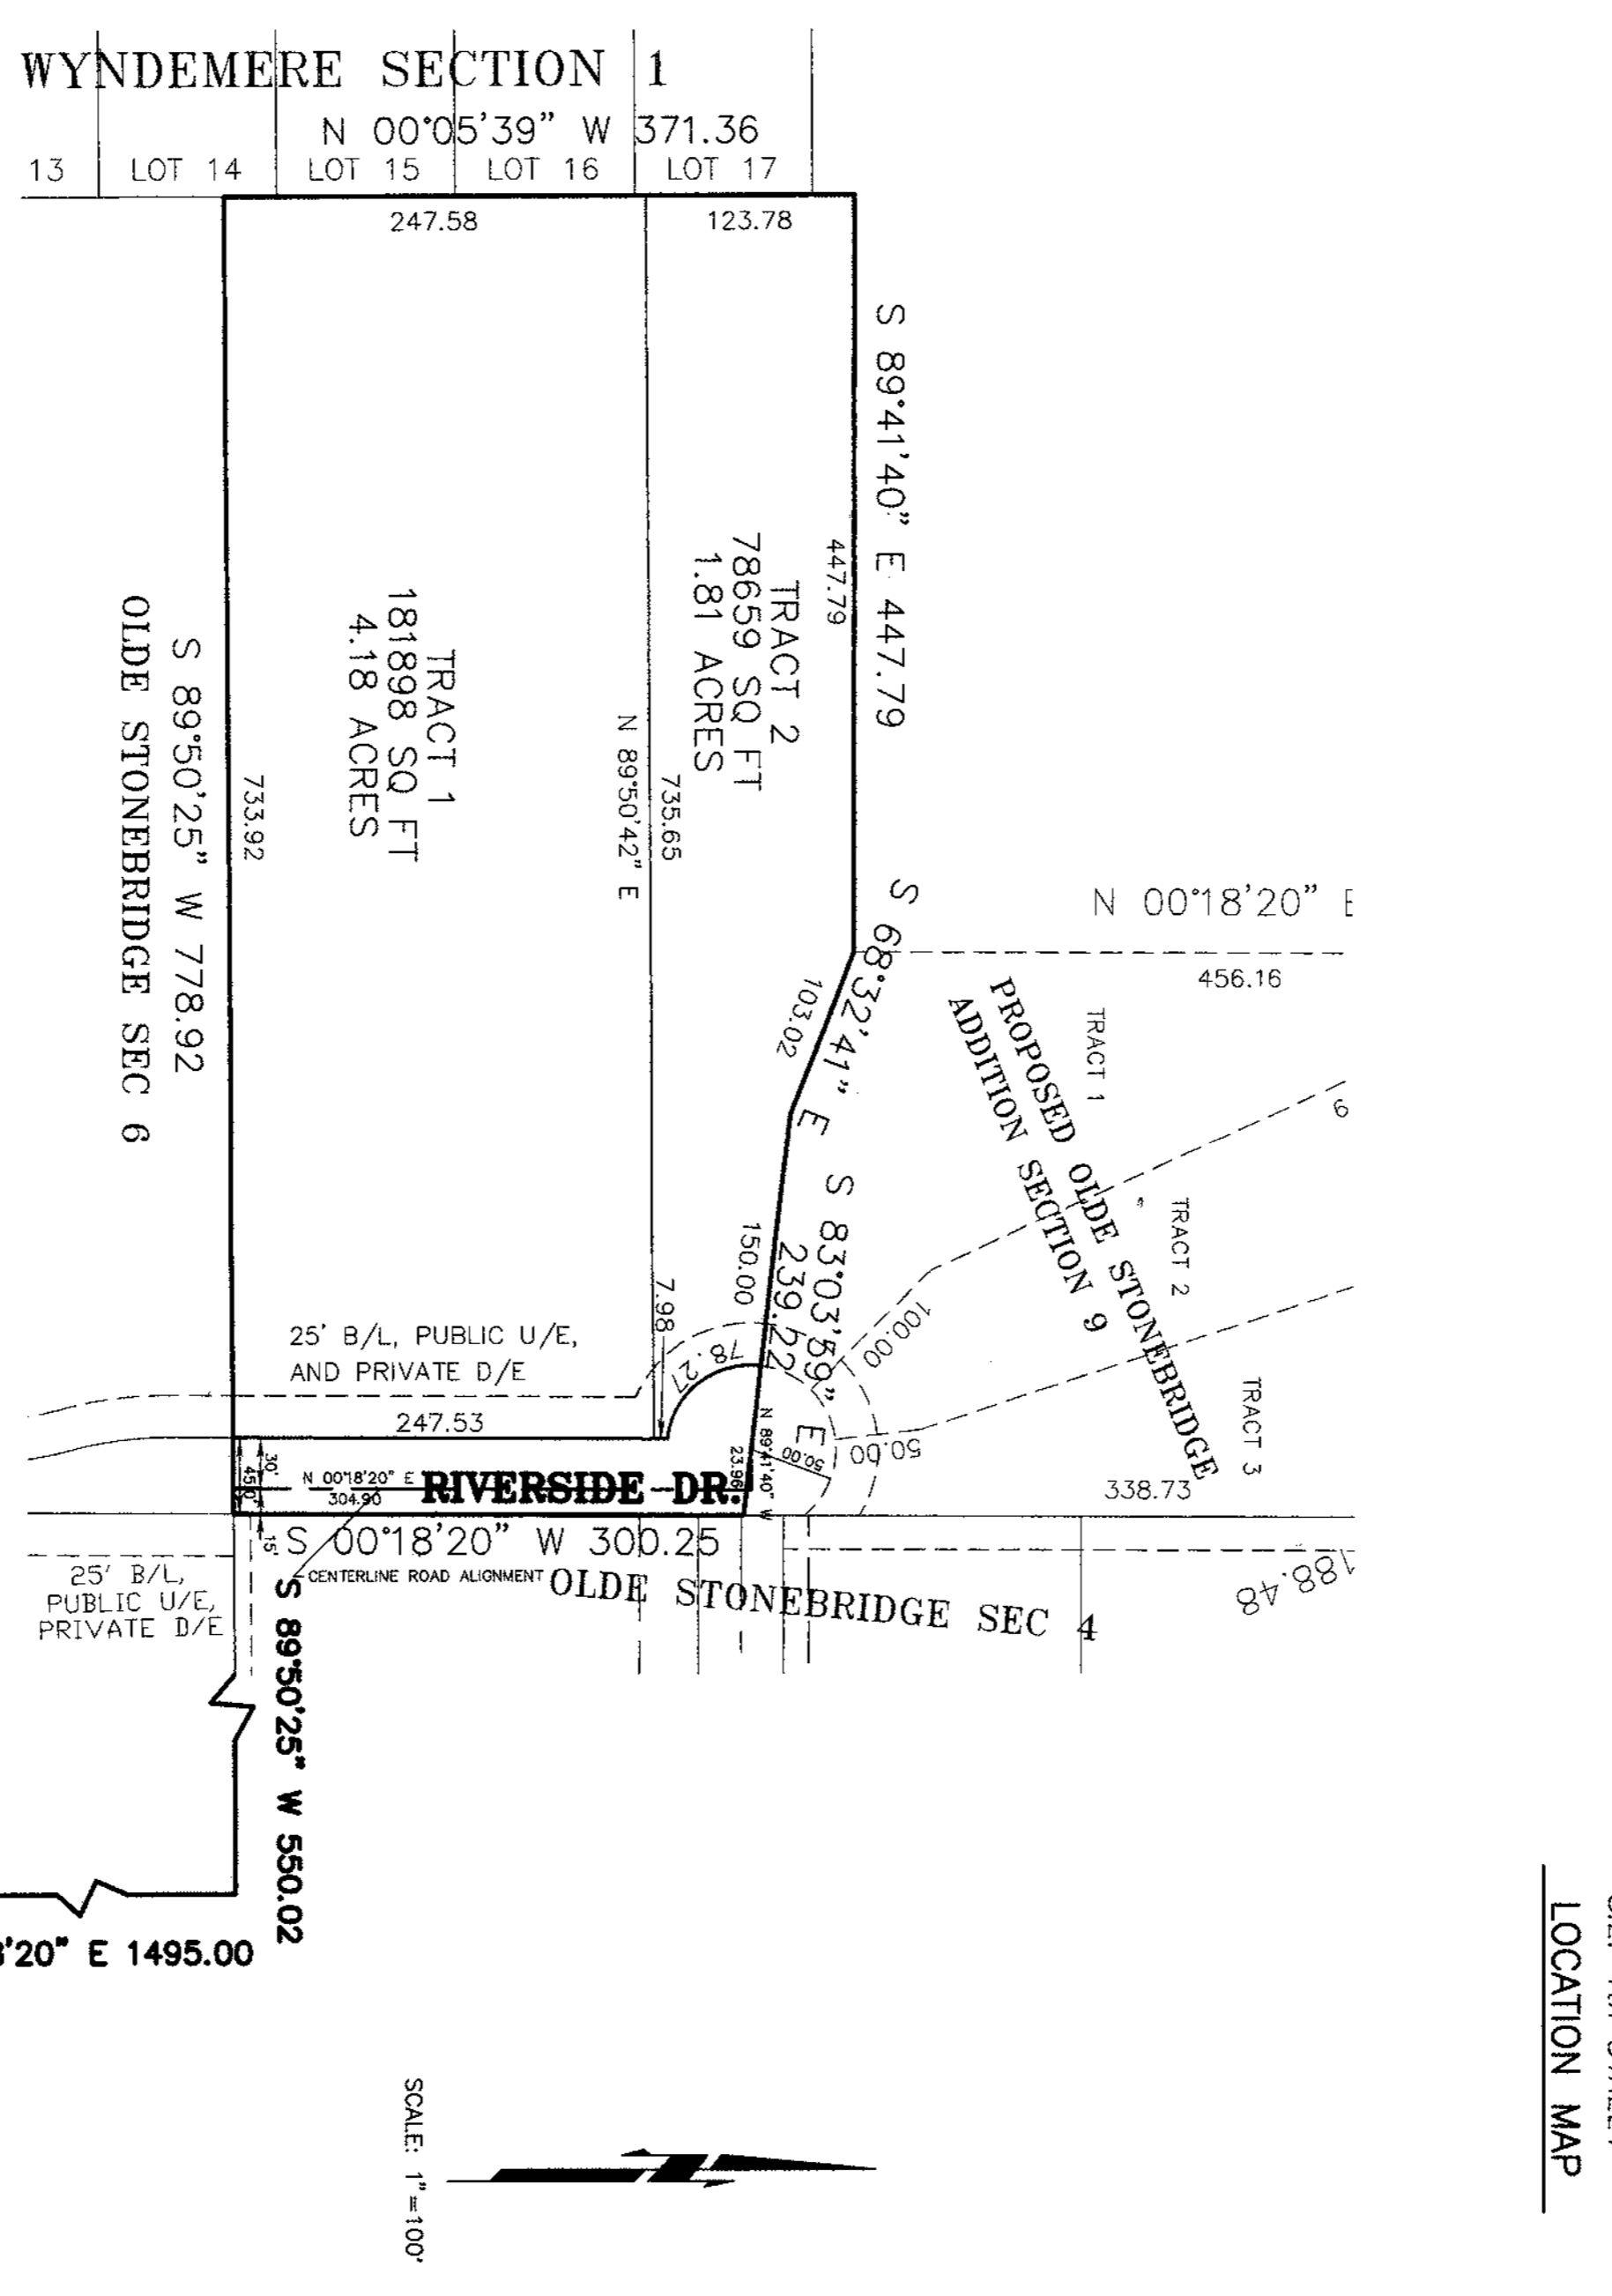 WYNDEMERE SECTION 1
N 00°05'39" W 371.36
13
LOT 14
LOT 15
LOT 16
LOT 17
247.58
123.78
S 89°41'40" E 447.79
447.79
TRACT 2
78659 SQ FT
1.81 ACRES
TRACT 1
181898 SQ FT
4.18 ACRES
N 89°50'42" E
735.65
733.92
S 89°50'25" W 778.92
OLDE STONEBRIDGE SEC 6
S 68°32'41" E
103.02
N 00°18'20" E
456.16
PROPOSED OLDE STONEBRIDGE
ADDITION SECTION 9
TRACT 1
TRACT 2
TRACT 3
S 83°03'59" E
239.22
150.00
7.98
78.27
100.00
50.00
50.00
25' B/L, PUBLIC U/E,
AND PRIVATE D/E
247.53
23.96
N 89°41'40" W
30'
45.0'
15'
N 00°18'20" E
304.90
RIVERSIDE DR.
338.73
S 00°18'20" W 300.25
CENTERLINE ROAD ALIGNMENT
OLDE STONEBRIDGE SEC 4
188.48
25' B/L,
PUBLIC U/E,
PRIVATE D/E
S 89°50'25" W 550.02
'20" E 1495.00
SCALE: 1"=100'
LOCATION MAP